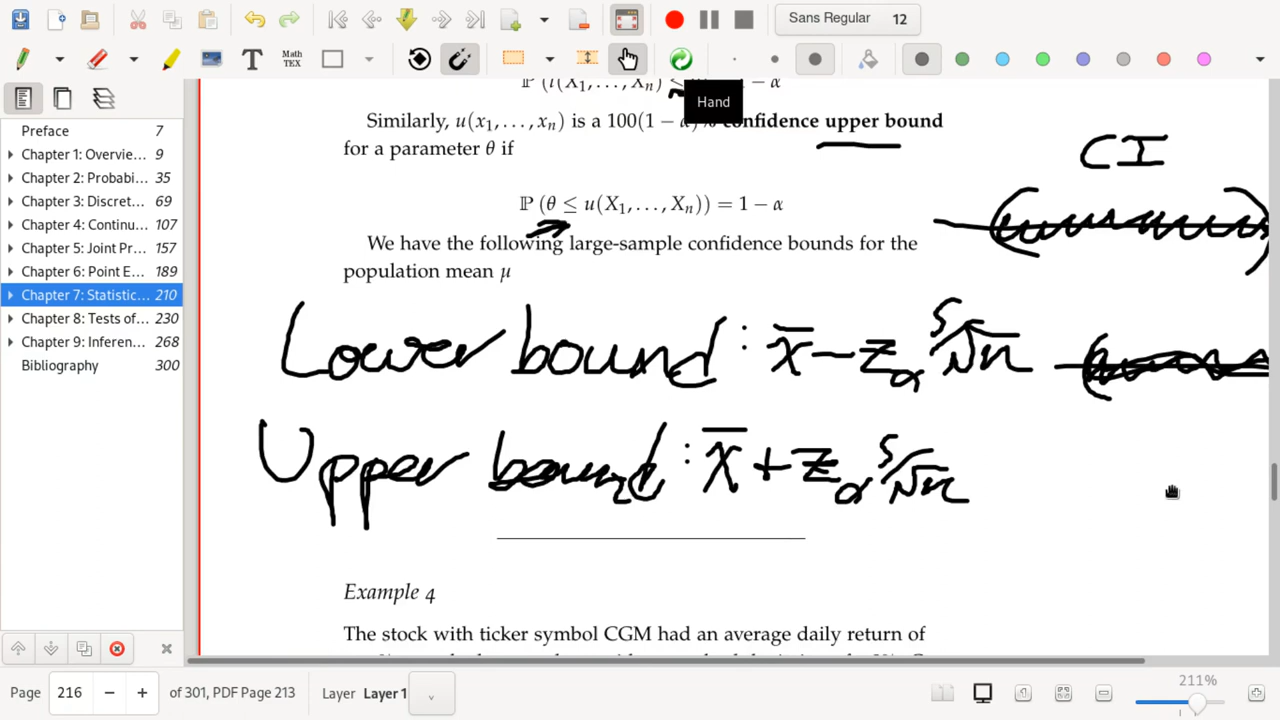 Sans Regular 12
T Math TEX
Hand
Preface 7
Chapter 1: Overvie... 9
Chapter 2: Probabi... 35
Chapter 3: Discret... 69
Chapter 4: Continu... 107
Chapter 5: Joint Pr... 157
Chapter 6: Point E... 189
Chapter 7: Statistic... 210
Chapter 8: Tests of... 230
Chapter 9: Inferen... 268
Bibliography 300
ℙ (l(X₁, . . . , Xₙ) 1 − α
Similarly, u(x₁, . . . , xₙ) is a 100(1 − α)% confidence upper bound
for a parameter θ if
ℙ (θ ≤ u(X₁, . . . , Xₙ)) = 1 − α
We have the following large-sample confidence bounds for the
population mean μ
CI
Lower bound : x̄ − z_α s/√n
Upper bound : x̄ + z_α s/√n
Example 4
The stock with ticker symbol CGM had an average daily return of
Page 216 − + of 301, PDF Page 213 Layer Layer 1 211%